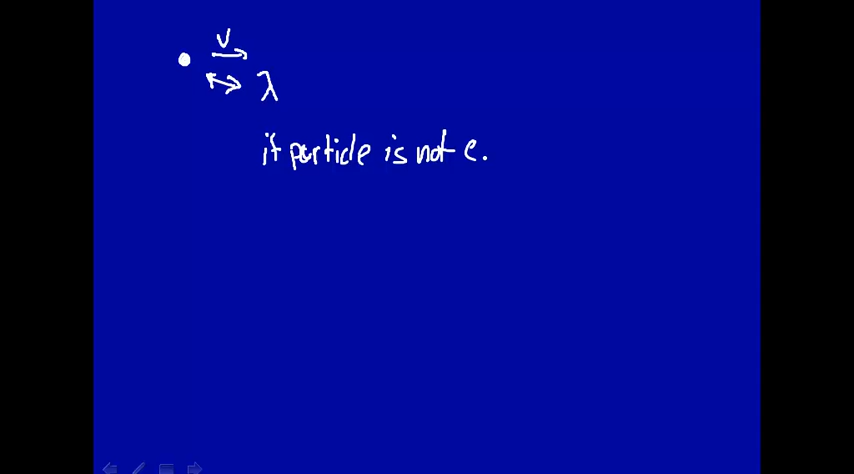 v
λ
if particle is not e.